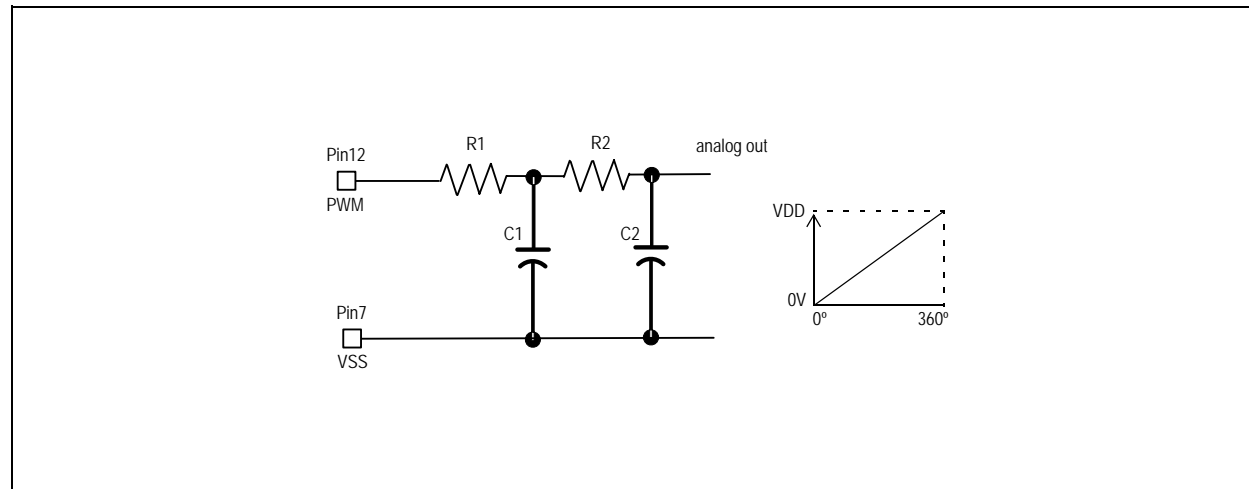 R1
R2
analog out
Pin12
PWM
C1
C2
VDD
0V
0º
360º
Pin7
VSS